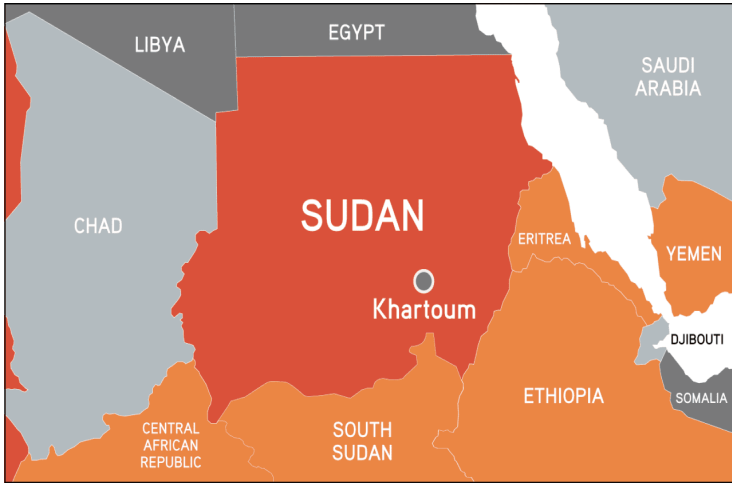 LIBYA
EGYPT
SAUDI
ARABIA
CHAD
SUDAN
ERITREA
YEMEN
Khartoum
DJIBOUTI
ETHIOPIA
SOMALIA
CENTRAL
AFRICAN
REPUBLIC
SOUTH
SUDAN